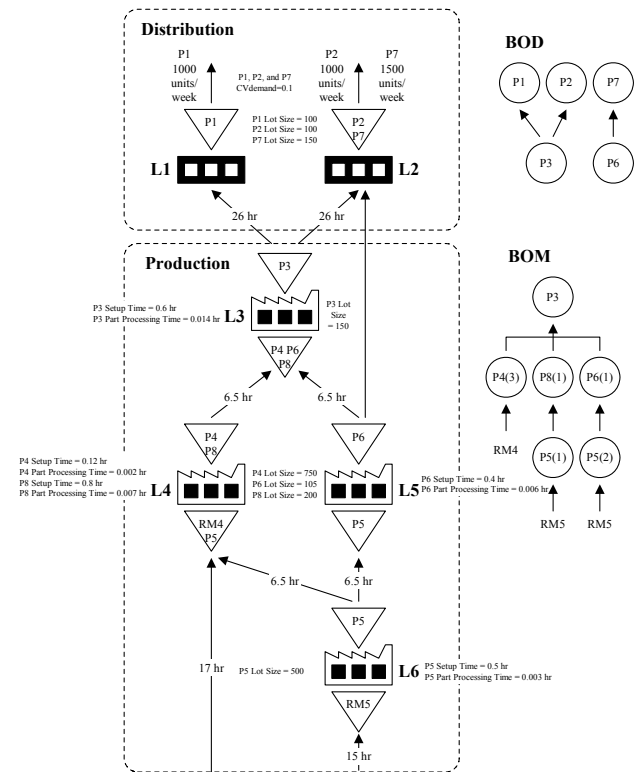 Distribution
BOD
P1
1000
units/
week
P1, P2, and P7
CVdemand=0.1
P2
1000
units/
week
P7
1500
units/
week
P1
P1 Lot Size = 100
P2 Lot Size = 100
P7 Lot Size = 150
P2
P7
L1
L2
26 hr
26 hr
P1
P2
P7
P3
P6
Production
BOM
P3
P3 Setup Time = 0.6 hr
P3 Part Processing Time = 0.014 hr
L3
P3 Lot
Size
= 150
P4 P6
P8
6.5 hr
6.5 hr
P3
P4(3)
P8(1)
P6(1)
RM4
P5(1)
P5(2)
RM5
RM5
P4
P8
P6
P4 Setup Time = 0.12 hr
P4 Part Processing Time = 0.002 hr
P8 Setup Time = 0.8 hr
P8 Part Processing Time = 0.007 hr
L4
P4 Lot Size = 750
P6 Lot Size = 105
P8 Lot Size = 200
L5
P6 Setup Time = 0.4 hr
P6 Part Processing Time = 0.006 hr
RM4
P5
P5
6.5 hr
6.5 hr
P5
17 hr
P5 Lot Size = 500
L6
P5 Setup Time = 0.5 hr
P5 Part Processing Time = 0.003 hr
RM5
15 hr